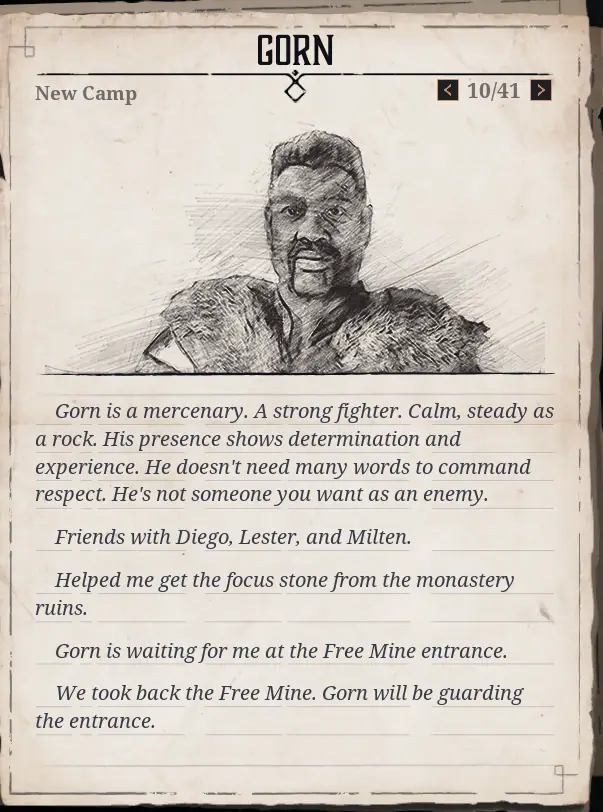 GORN
New Camp
< 10/41 >
Gorn is a mercenary. A strong fighter. Calm, steady as
a rock. His presence shows determination and
experience. He doesn't need many words to command
respect. He's not someone you want as an enemy.
Friends with Diego, Lester, and Milten.
Helped me get the focus stone from the monastery
ruins.
Gorn is waiting for me at the Free Mine entrance.
We took back the Free Mine. Gorn will be guarding
the entrance.